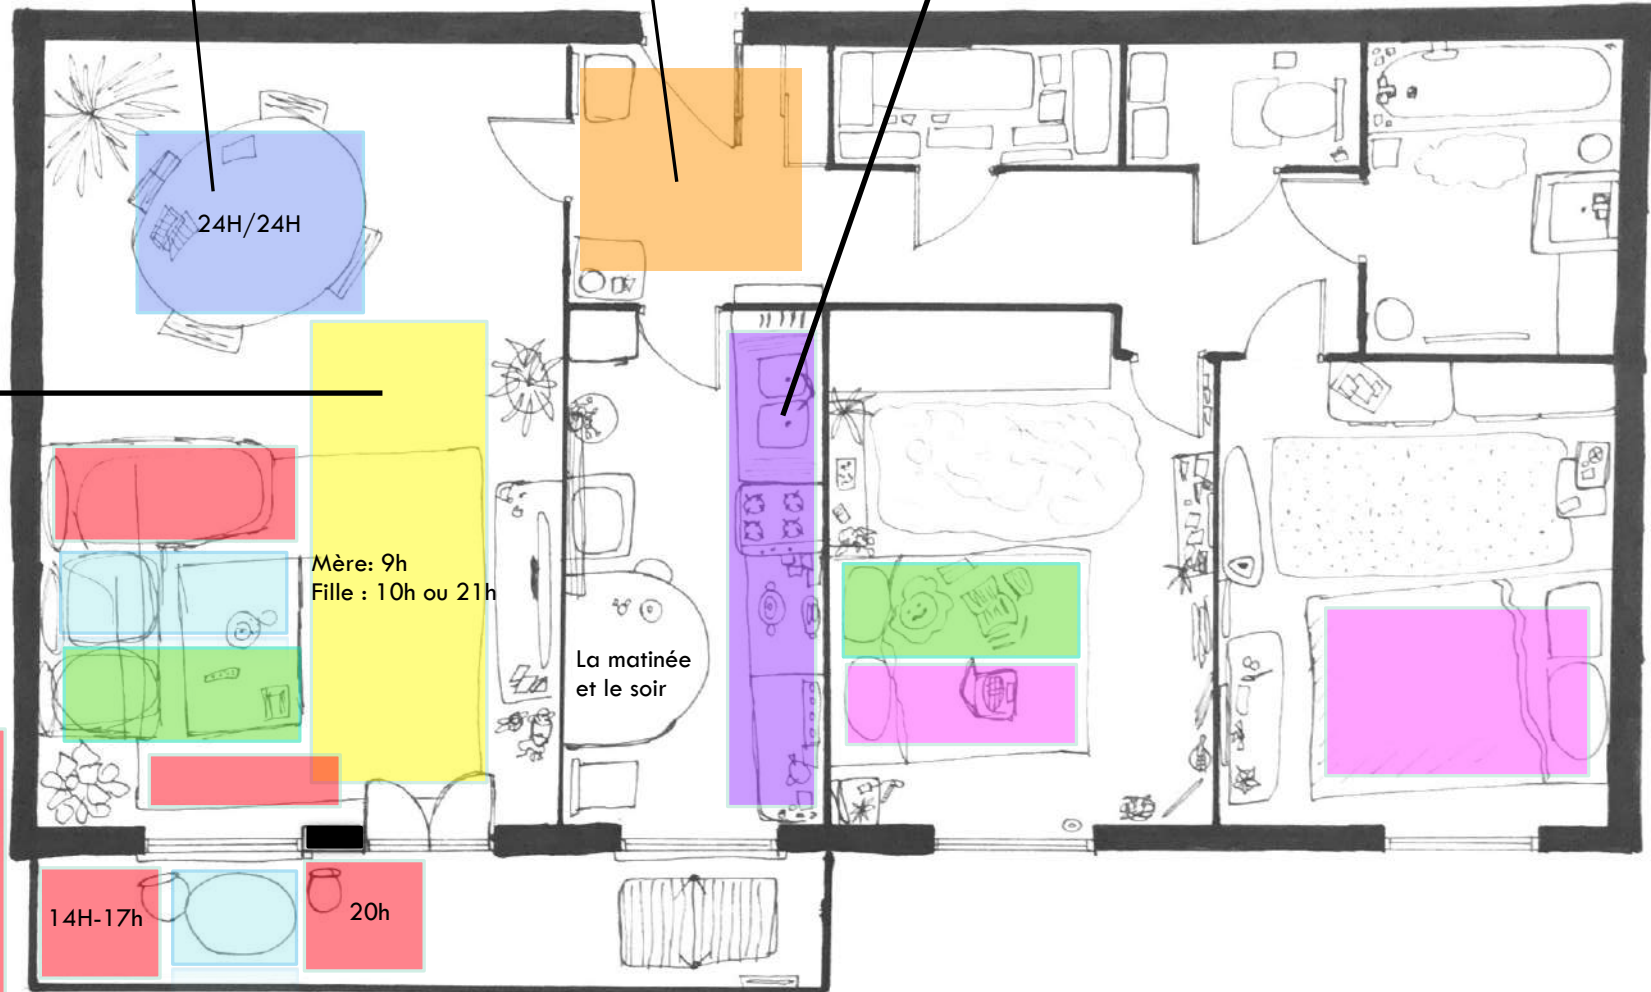 24H/24H
Mère: 9h
Fille : 10h ou 21h
La matinée
et le soir
14H-17h
20h